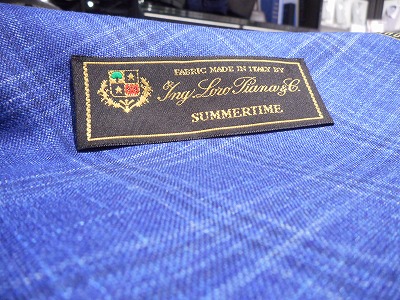 FABRIC MADE IN ITALY BY
Ing. Loro Piana & C.
SUMMERTIME